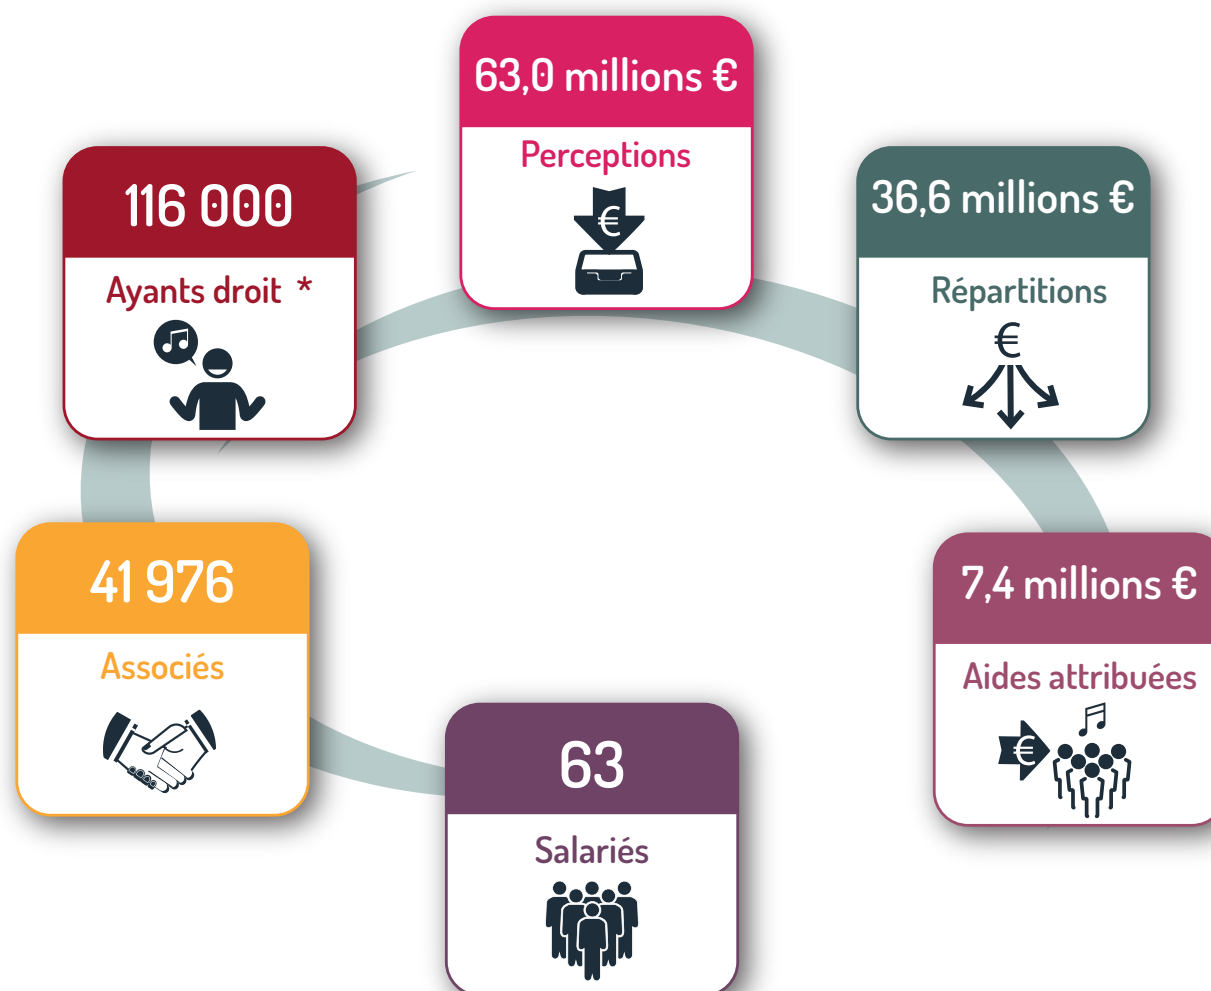 63,0 millions €
Perceptions
€
116 000
Ayants droit *
36,6 millions €
Répartitions
€
41 976
Associés
7,4 millions €
Aides attribuées
€
63
Salariés